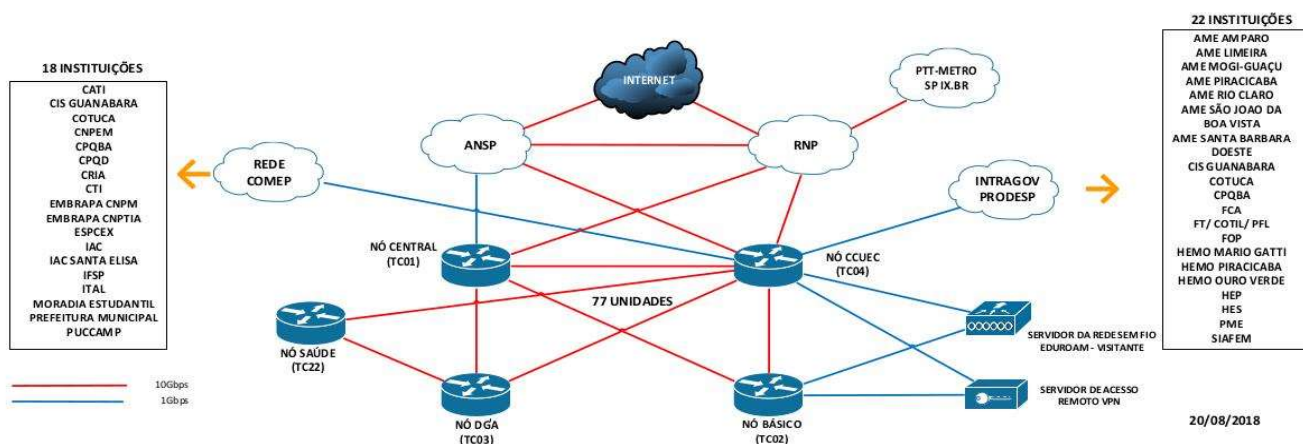 18 INSTITUIÇÕES
CATI
CIS GUANABARA
COTUCA
CNPEM
CPQBA
CPQD
CRIA
CTI
EMBRAPA CNPM
EMBRAPA CNPTIA
ESPCEX
IAC
IAC SANTA ELISA
IFSP
ITAL
MORADIA ESTUDANTIL
PREFEITURA MUNICIPAL
PUCCAMP
10Gbps
1Gbps
REDE
COMEP
INTERNET
ANSP
RNP
PTT-METRO
SP IX.BR
INTRAGOV
PRODESP
NÓ CENTRAL
(TC01)
NÓ CCUEC
(TC04)
77 UNIDADES
NÓ SAÚDE
(TC22)
NÓ DGA
(TC03)
NÓ BÁSICO
(TC02)
SERVIDOR DA REDE SEM FIO
EDUROAM - VISITANTE
SERVIDOR DE ACESSO
REMOTO VPN
22 INSTITUIÇÕES
AME AMPARO
AME LIMEIRA
AME MOGI-GUAÇU
AME PIRACICABA
AME RIO CLARO
AME SÃO JOAO DA
BOA VISTA
AME SANTA BARBARA
DOESTE
CIS GUANABARA
COTUCA
CPQBA
FCA
FT/ COTIL/ PFL
FOP
HEMO MARIO GATTI
HEMO PIRACICABA
HEMO OURO VERDE
HEP
HES
PME
SIAFEM
20/08/2018